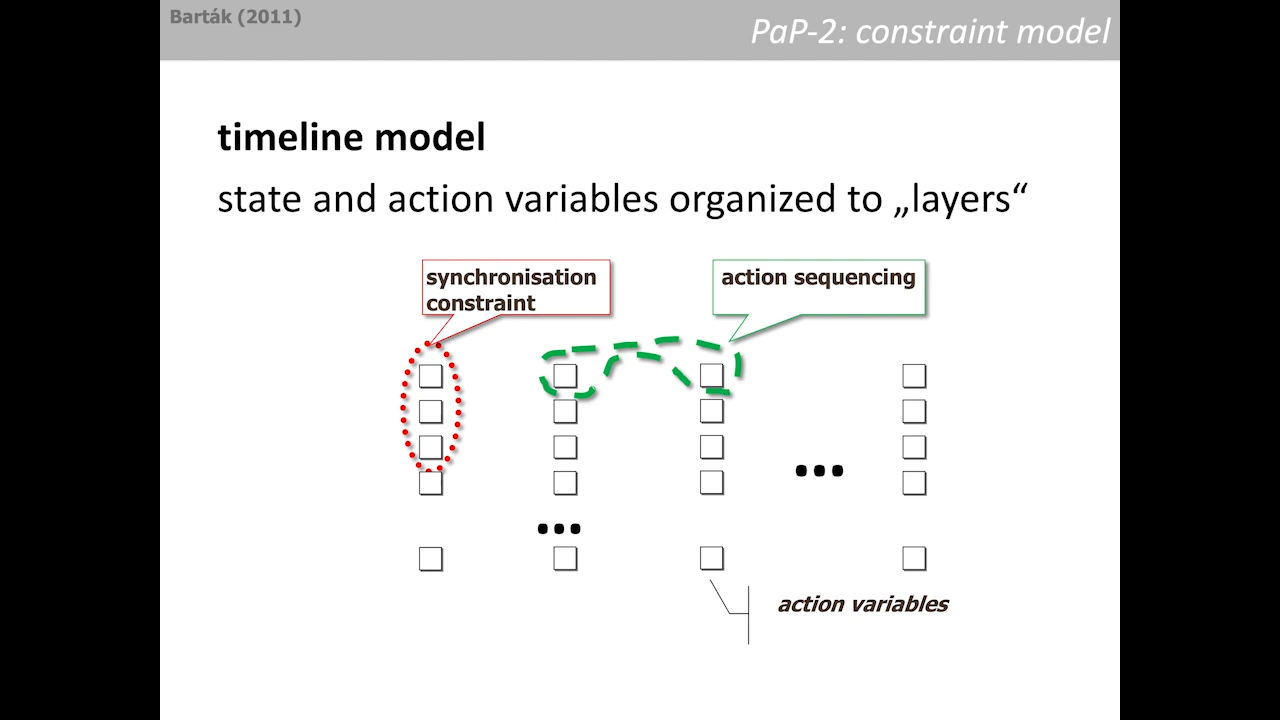 Barták (2011)
PaP-2: constraint model
timeline model
state and action variables organized to „layers“
synchronisation
constraint
action sequencing
...
...
action variables